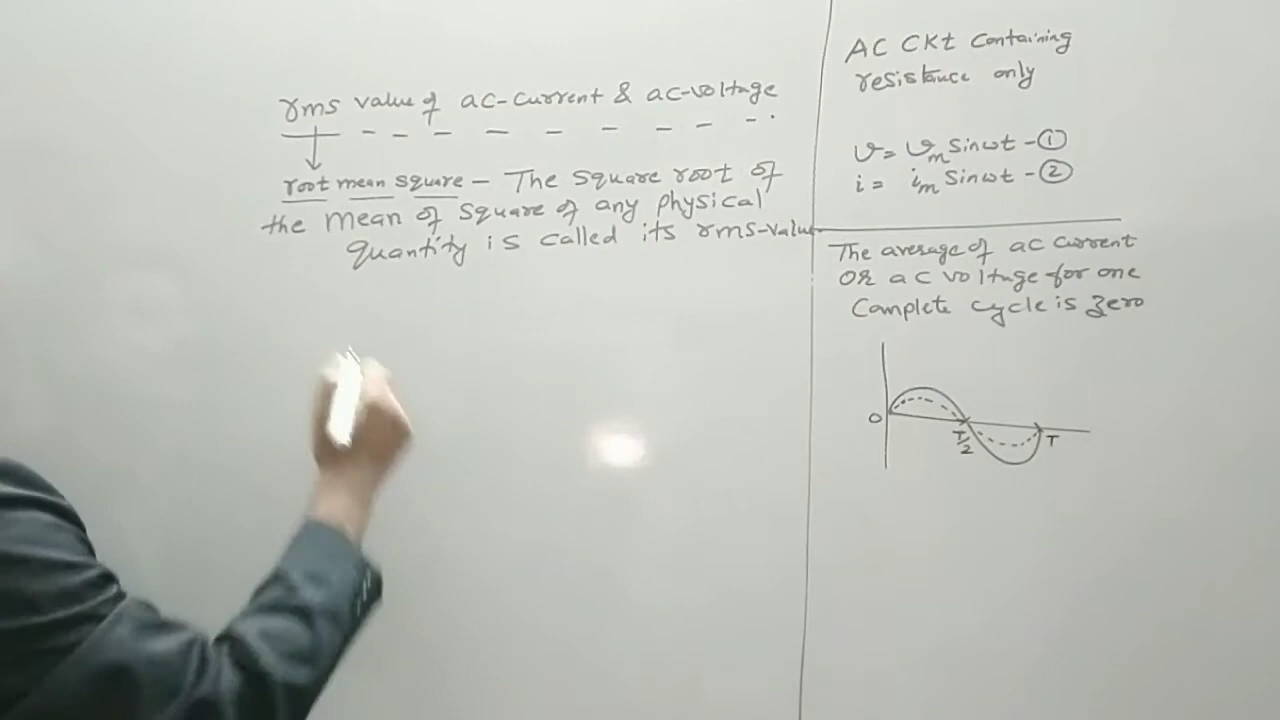 rms value of ac-current & ac-voltage
root mean square - The square root of
the mean of square of any physical
quantity is called its rms-value
AC CKt Containing
resistance only
v = vm Sinωt - ①
i = im Sinωt - ②
The average of ac current
OR ac voltage for one
Complete cycle is zero
O
T/2
T